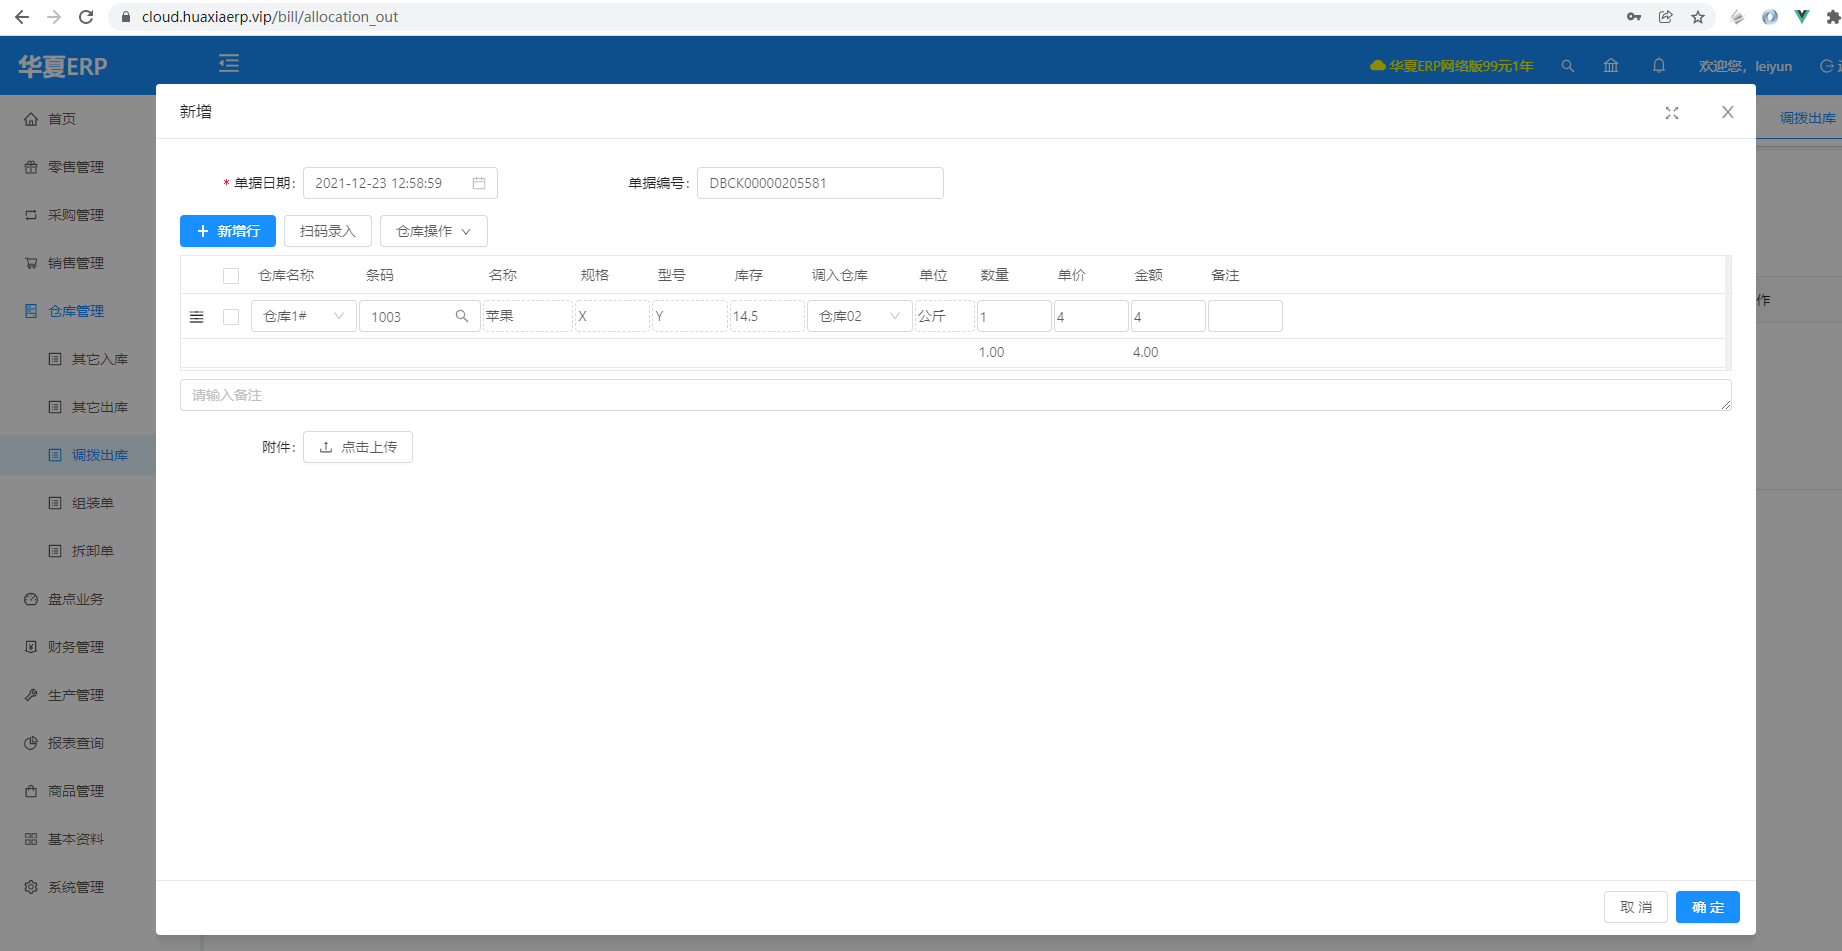 cloud.huaxiaerp.vip/bill/allocation_out
华夏ERP
华夏ERP网络版99元1年
欢迎您，leiyun
首页
零售管理
采购管理
销售管理
仓库管理
其它入库
其它出库
调拨出库
组装单
拆卸单
盘点业务
财务管理
生产管理
报表查询
商品管理
基本资料
系统管理
调拨出库
作
新增
* 单据日期: 2021-12-23 12:58:59 单据编号: DBCK00000205581
新增行 扫码录入 仓库操作
仓库名称 条码 名称 规格 型号 库存 调入仓库 单位 数量 单价 金额 备注
仓库1# 1003 苹果 X Y 14.5 仓库02 公斤 1 4 4
1.00 4.00
请输入备注
附件: 点击上传
取 消 确 定